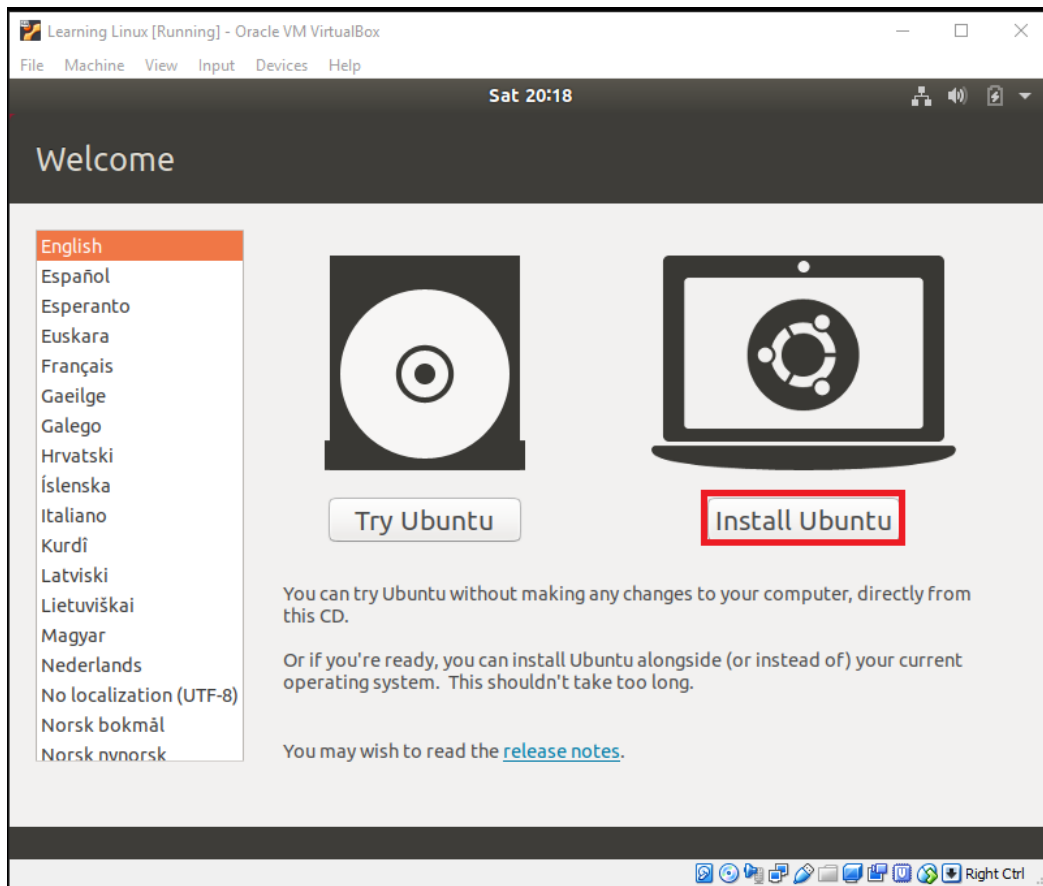 Learning Linux [Running] - Oracle VM VirtualBox
File Machine View Input Devices Help
Sat 20:18
Welcome
English
Español
Esperanto
Euskara
Français
Gaeilge
Galego
Hrvatski
Íslenska
Italiano
Kurdî
Latviski
Lietuviškai
Magyar
Nederlands
No localization (UTF-8)
Norsk bokmål
Norsk nynorsk
Try Ubuntu
Install Ubuntu
You can try Ubuntu without making any changes to your computer, directly from
this CD.
Or if you're ready, you can install Ubuntu alongside (or instead of) your current
operating system. This shouldn't take too long.
You may wish to read the release notes.
Right Ctrl